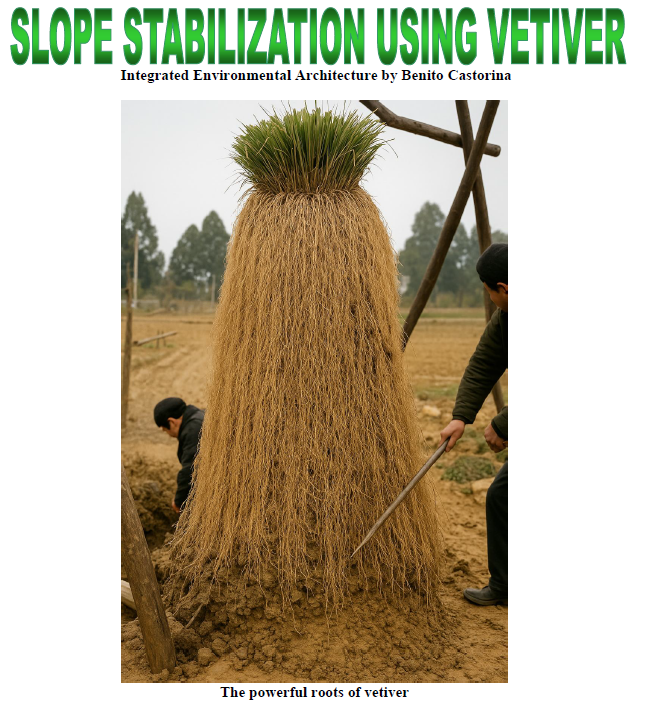 SLOPE STABILIZATION USING VETIVER
Integrated Environmental Architecture by Benito Castorina
The powerful roots of vetiver